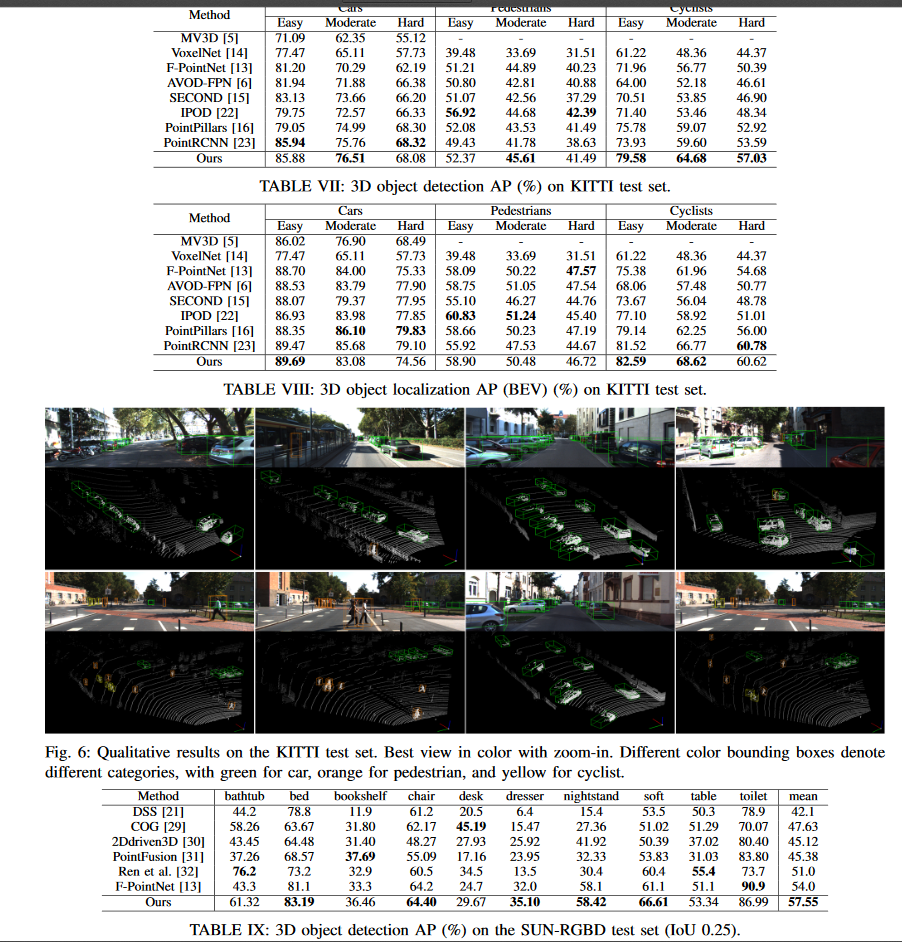 Method Cars Pedestrians Cyclists
Easy Moderate Hard Easy Moderate Hard Easy Moderate Hard
MV3D [5] 71.09 62.35 55.12 - - - - - -
VoxelNet [14] 77.47 65.11 57.73 39.48 33.69 31.51 61.22 48.36 44.37
F-PointNet [13] 81.20 70.29 62.19 51.21 44.89 40.23 71.96 56.77 50.39
AVOD-FPN [6] 81.94 71.88 66.38 50.80 42.81 40.88 64.00 52.18 46.61
SECOND [15] 83.13 73.66 66.20 51.07 42.56 37.29 70.51 53.85 46.90
IPOD [22] 79.75 72.57 66.33 56.92 44.68 42.39 71.40 53.46 48.34
PointPillars [16] 79.05 74.99 68.30 52.08 43.53 41.49 75.78 59.07 52.92
PointRCNN [23] 85.94 75.76 68.32 49.43 41.78 38.63 73.93 59.60 53.59
Ours 85.88 76.51 68.08 52.37 45.61 41.49 79.58 64.68 57.03
TABLE VII: 3D object detection AP (%) on KITTI test set.
Method Cars Pedestrians Cyclists
Easy Moderate Hard Easy Moderate Hard Easy Moderate Hard
MV3D [5] 86.02 76.90 68.49 - - - - - -
VoxelNet [14] 77.47 65.11 57.73 39.48 33.69 31.51 61.22 48.36 44.37
F-PointNet [13] 88.70 84.00 75.33 58.09 50.22 47.57 75.38 61.96 54.68
AVOD-FPN [6] 88.53 83.79 77.90 58.75 51.05 47.54 68.06 57.48 50.77
SECOND [15] 88.07 79.37 77.95 55.10 46.27 44.76 73.67 56.04 48.78
IPOD [22] 86.93 83.98 77.85 60.83 51.24 45.40 77.10 58.92 51.01
PointPillars [16] 88.35 86.10 79.83 58.66 50.23 47.19 79.14 62.25 56.00
PointRCNN [23] 89.47 85.68 79.10 55.92 47.53 44.67 81.52 66.77 60.78
Ours 89.69 83.08 74.56 58.90 50.48 46.72 82.59 68.62 60.62
TABLE VIII: 3D object localization AP (BEV) (%) on KITTI test set.
Fig. 6: Qualitative results on the KITTI test set. Best view in color with zoom-in. Different color bounding boxes denote
different categories, with green for car, orange for pedestrian, and yellow for cyclist.
Method bathtub bed bookshelf chair desk dresser nightstand soft table toilet mean
DSS [21] 44.2 78.8 11.9 61.2 20.5 6.4 15.4 53.5 50.3 78.9 42.1
COG [29] 58.26 63.67 31.80 62.17 45.19 15.47 27.36 51.02 51.29 70.07 47.63
2Ddriven3D [30] 43.45 64.48 31.40 48.27 27.93 25.92 41.92 50.39 37.02 80.40 45.12
PointFusion [31] 37.26 68.57 37.69 55.09 17.16 23.95 32.33 53.83 31.03 83.80 45.38
Ren et al. [32] 76.2 73.2 32.9 60.5 34.5 13.5 30.4 60.4 55.4 73.7 51.0
F-PointNet [13] 43.3 81.1 33.3 64.2 24.7 32.0 58.1 61.1 51.1 90.9 54.0
Ours 61.32 83.19 36.46 64.40 29.67 35.10 58.42 66.61 53.34 86.99 57.55
TABLE IX: 3D object detection AP (%) on the SUN-RGBD test set (IoU 0.25).